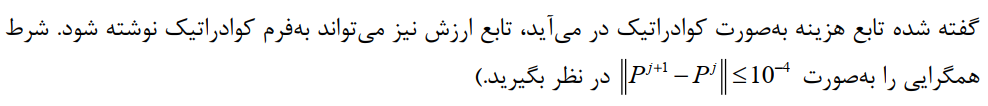 گفته شده تابع هزینه به‌صورت کوادراتیک در می‌آید، تابع ارزش نیز می‌تواند به‌فرم کوادراتیک نوشته شود. شرط
همگرایی را به‌صورت ‖P^{j+1} − P^j‖ ≤ 10^{−4} در نظر بگیرید.)